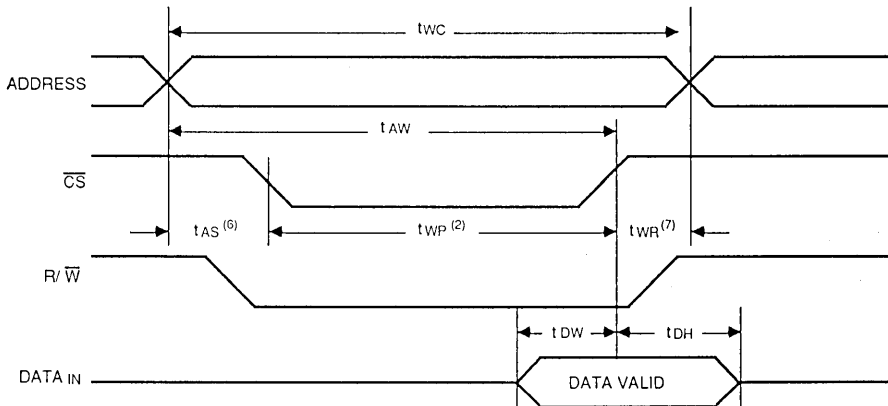 tWC
ADDRESS
tAW
CS
tAS(6)
tWP(2)
tWR(7)
R/W
tDW
tDH
DATA IN
DATA VALID